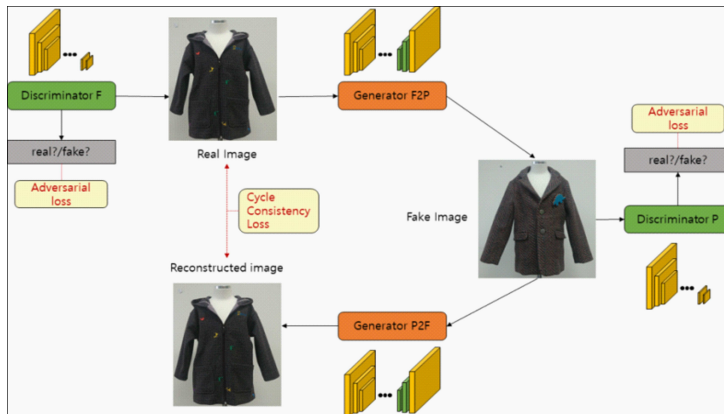 Discriminator F
real?/fake?
Adversarial
loss
Real Image
Generator F2P
Adversarial
loss
real?/fake?
Cycle
Consistency
Loss
Fake Image
Discriminator P
Reconstructed image
Generator P2F